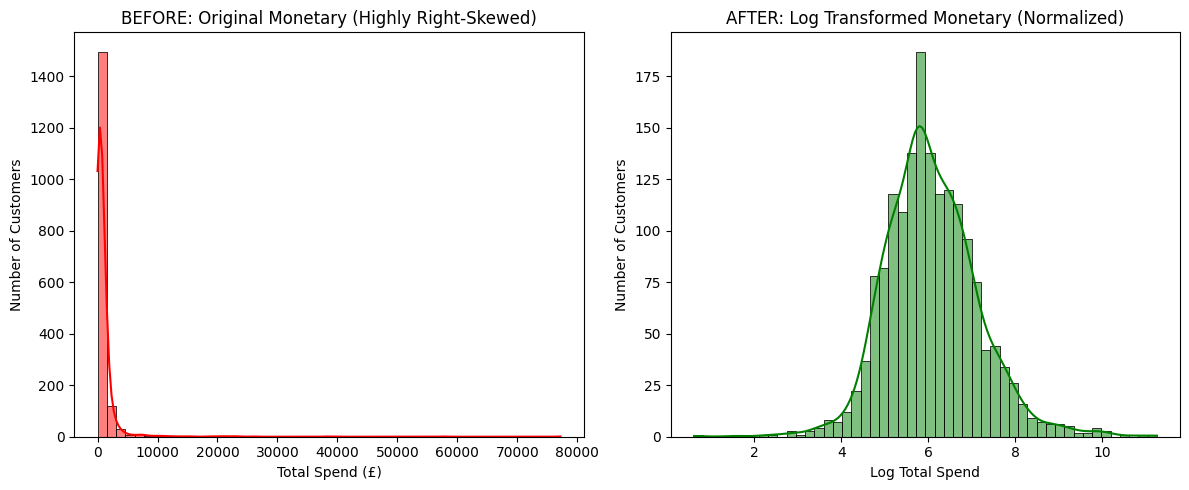 BEFORE: Original Monetary (Highly Right-Skewed)
Number of Customers
1400
1200
1000
800
600
400
200
0
0 10000 20000 30000 40000 50000 60000 70000 80000
Total Spend (£)
AFTER: Log Transformed Monetary (Normalized)
Number of Customers
175
150
125
100
75
50
25
0
2 4 6 8 10
Log Total Spend